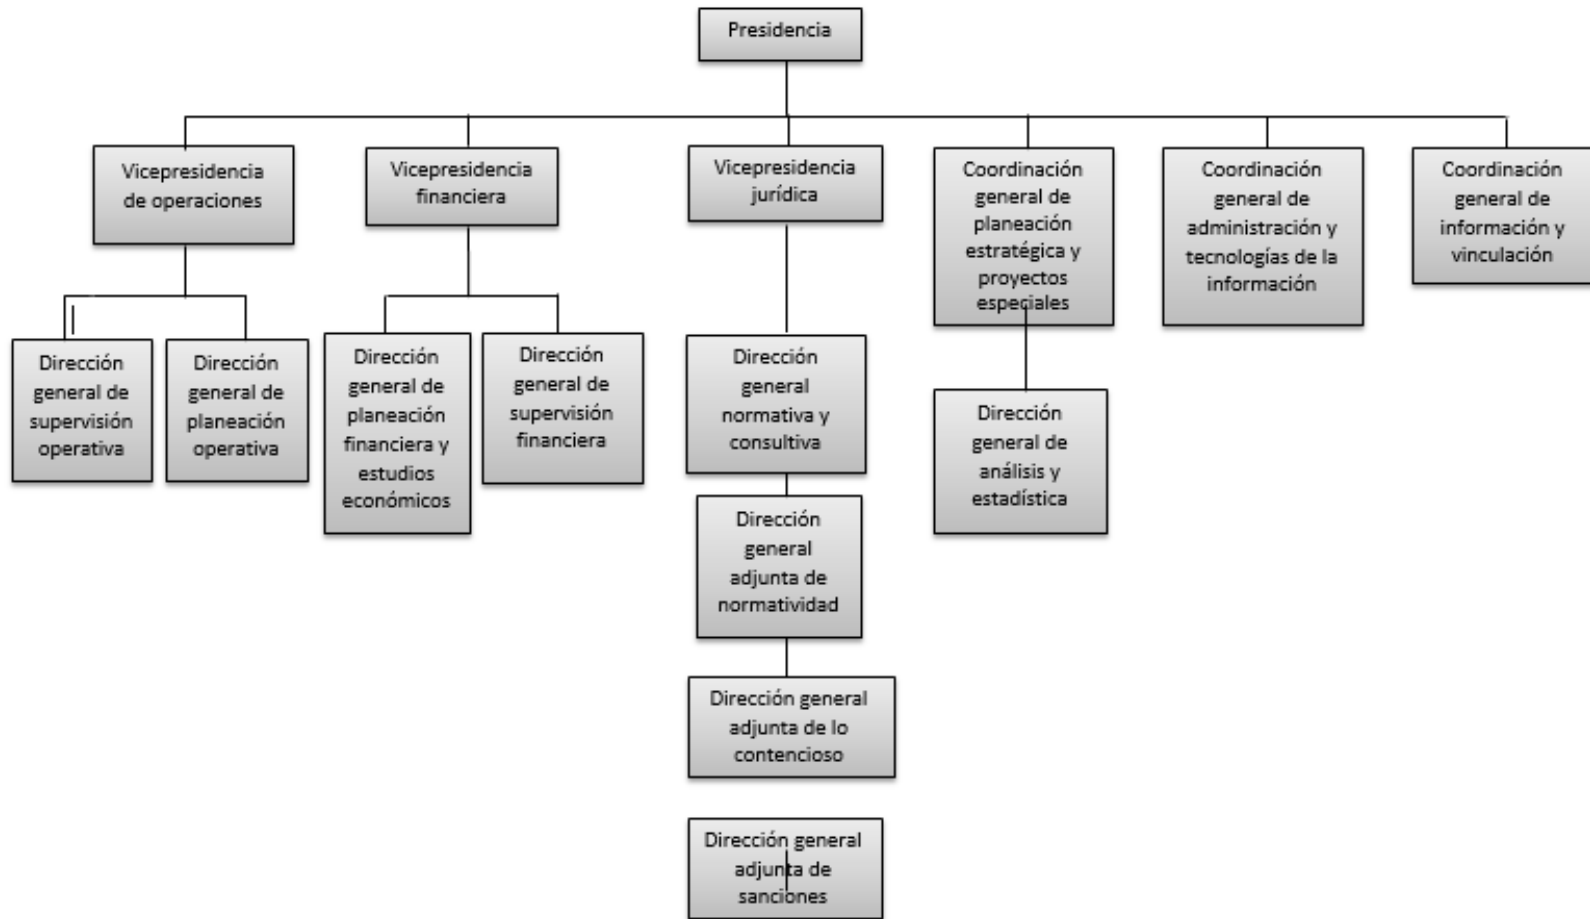 Presidencia
Vicepresidencia
de operaciones
Vicepresidencia
financiera
Vicepresidencia
jurídica
Coordinación
general de
planeación
estratégica y
proyectos
especiales
Coordinación
general de
administración y
tecnologías de la
información
Coordinación
general de
información y
vinculación
Dirección
general de
supervisión
operativa
Dirección
general de
planeación
operativa
Dirección
general de
planeación
financiera y
estudios
económicos
Dirección
general de
supervisión
financiera
Dirección
general
normativa y
consultiva
Dirección
general de
análisis y
estadística
Dirección
general
adjunta de
normatividad
Dirección general
adjunta de lo
contencioso
Dirección general
adjunta de
sanciones